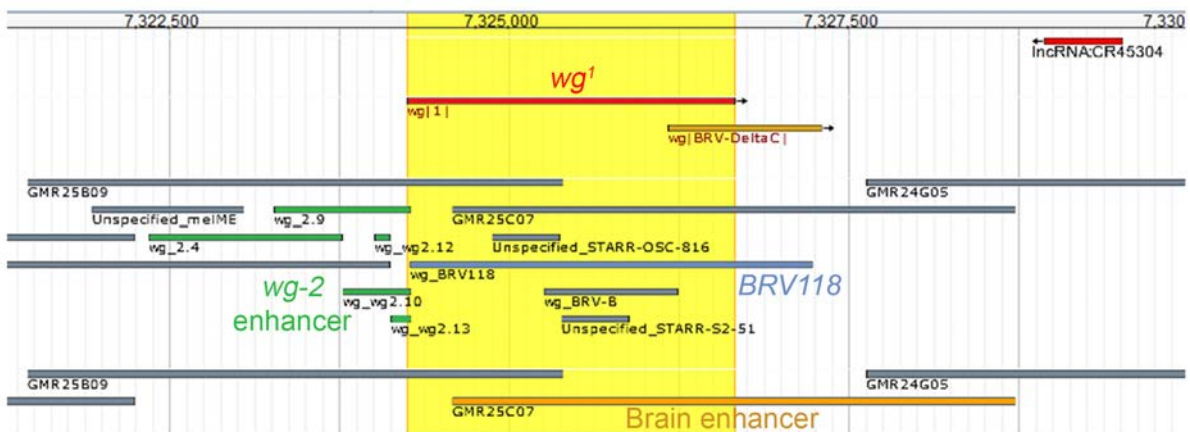 7,322,500 7,325,000 7,327,500 7,330
lncRNA:CR45304
wg¹
wg|1|
wg|BRV-DeltaC|
GMR25B09 GMR24G05
Unspecified_meIME wg_2.9 GMR25C07
wg_2.4 wg_wg2.12 Unspecified_STARR-OSC-816
wg_BRV118
wg-2 BRV118
wg_wg2.10 wg_BRV-B
enhancer
wg_wg2.13 Unspecified_STARR-S2-51
GMR25B09 GMR24G05
GMR25C07 Brain enhancer